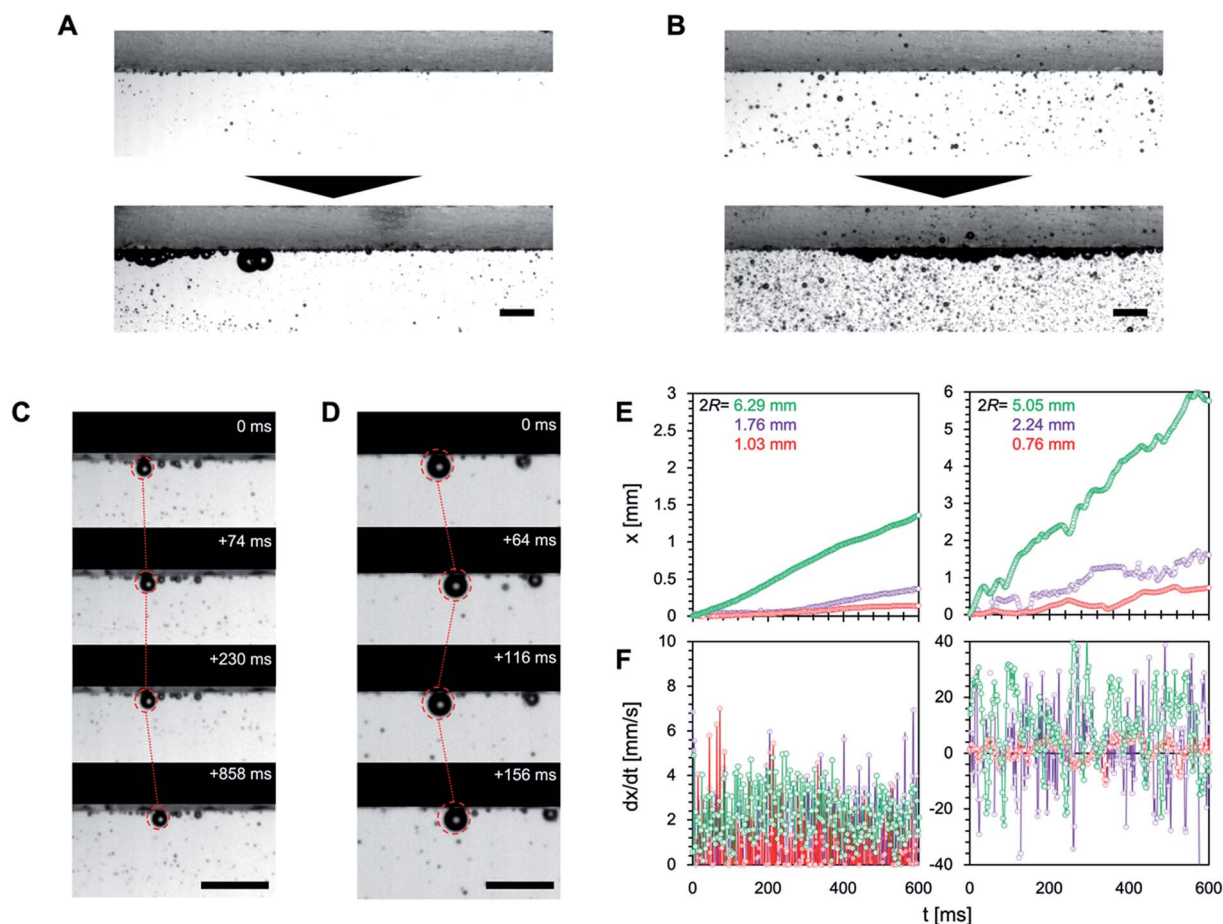 A
B
C
0 ms
+74 ms
+230 ms
+858 ms
D
0 ms
+64 ms
+116 ms
+156 ms
E
x [mm]
3
2.5
2
1.5
1
0.5
0
2R= 6.29 mm
1.76 mm
1.03 mm
6
5
4
3
2
1
0
2R= 5.05 mm
2.24 mm
0.76 mm
F
dx/dt [mm/s]
10
8
6
4
2
0
0 200 400 600
40
20
0
-20
-40
0 200 400 600
t [ms]